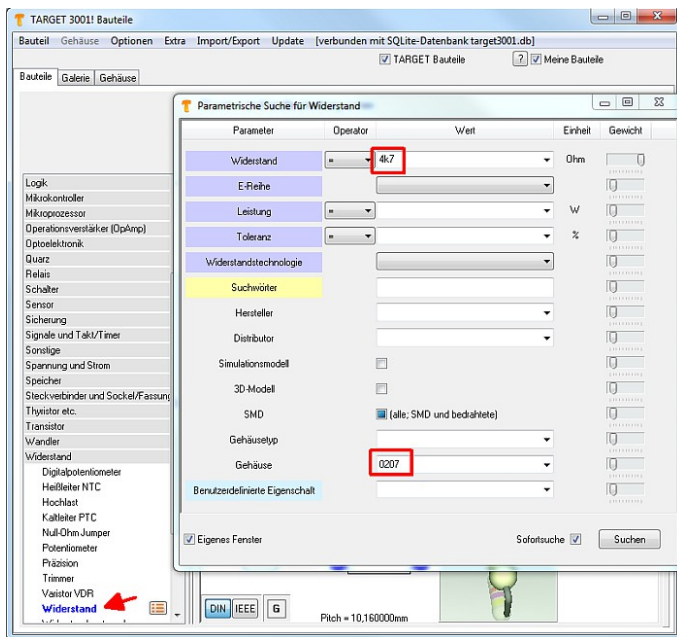 TARGET 3001! Bauteile
Bauteil Gehäuse Optionen Extra Import/Export Update [verbunden mit SQLite-Datenbank target3001.db]
TARGET Bauteile ? Meine Bauteile
Bauteile Galerie Gehäuse
Parametrische Suche für Widerstand
Parameter Operator Wert Einheit Gewicht
Widerstand = 4k7 Ohm
E-Reihe
Leistung = W
Toleranz = %
Widerstandstechnologie
Suchwörter
Hersteller
Distributor
Simulationsmodell
3D-Modell
SMD (alle; SMD und bedrahtete)
Gehäusetyp
Gehäuse 0207
Benutzerdefinierte Eigenschaft
Eigenes Fenster Sofortsuche Suchen
Logik
Mikrokontroller
Mikroprozessor
Operationsverstärker (OpAmp)
Optoelektronik
Quarz
Relais
Schalter
Sensor
Sicherung
Signale und Takt/Timer
Sonstige
Spannung und Strom
Speicher
Steckverbinder und Sockel/Fassung
Thyristor etc.
Transistor
Wandler
Widerstand
Digitalpotentiometer
Heißleiter NTC
Hochlast
Kaltleiter PTC
Null-Ohm Jumper
Potentiometer
Präzision
Trimmer
Varistor VDR
Widerstand
DIN IEEE G
Pitch = 10,160000mm